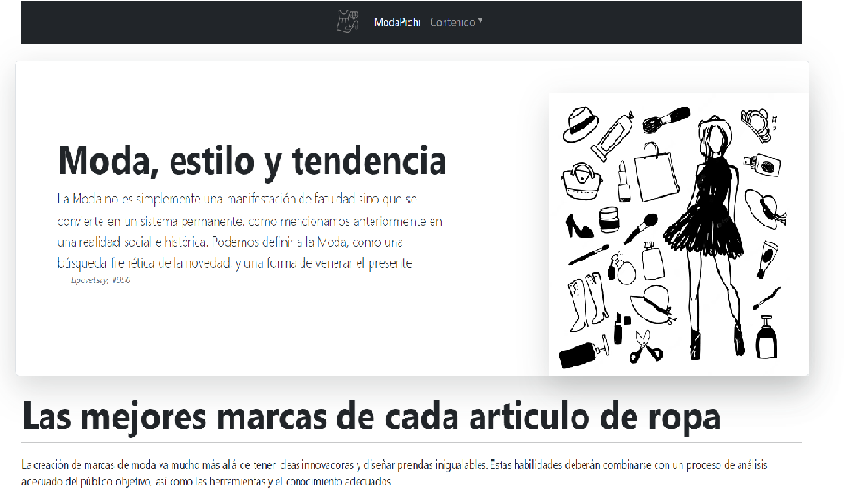 ModaPichi Contenido
Moda, estilo y tendencia
La Moda no es simplemente una manifestación de fatuidad sino que se
convierte en un sistema permanente, como mencionamos anteriormente en
una realidad social e histórica. Podemos definir a la Moda, como una
búsqueda frenética de la novedad y una forma de venerar el presente
Las mejores marcas de cada articulo de ropa
La creación de marcas de moda va mucho más allá de tener ideas innovadoras y diseñar prendas inigualables. Estas habilidades deberán combinarse con un proceso de análisis
adecuado del público objetivo, así como las herramientas y el conocimiento adecuados